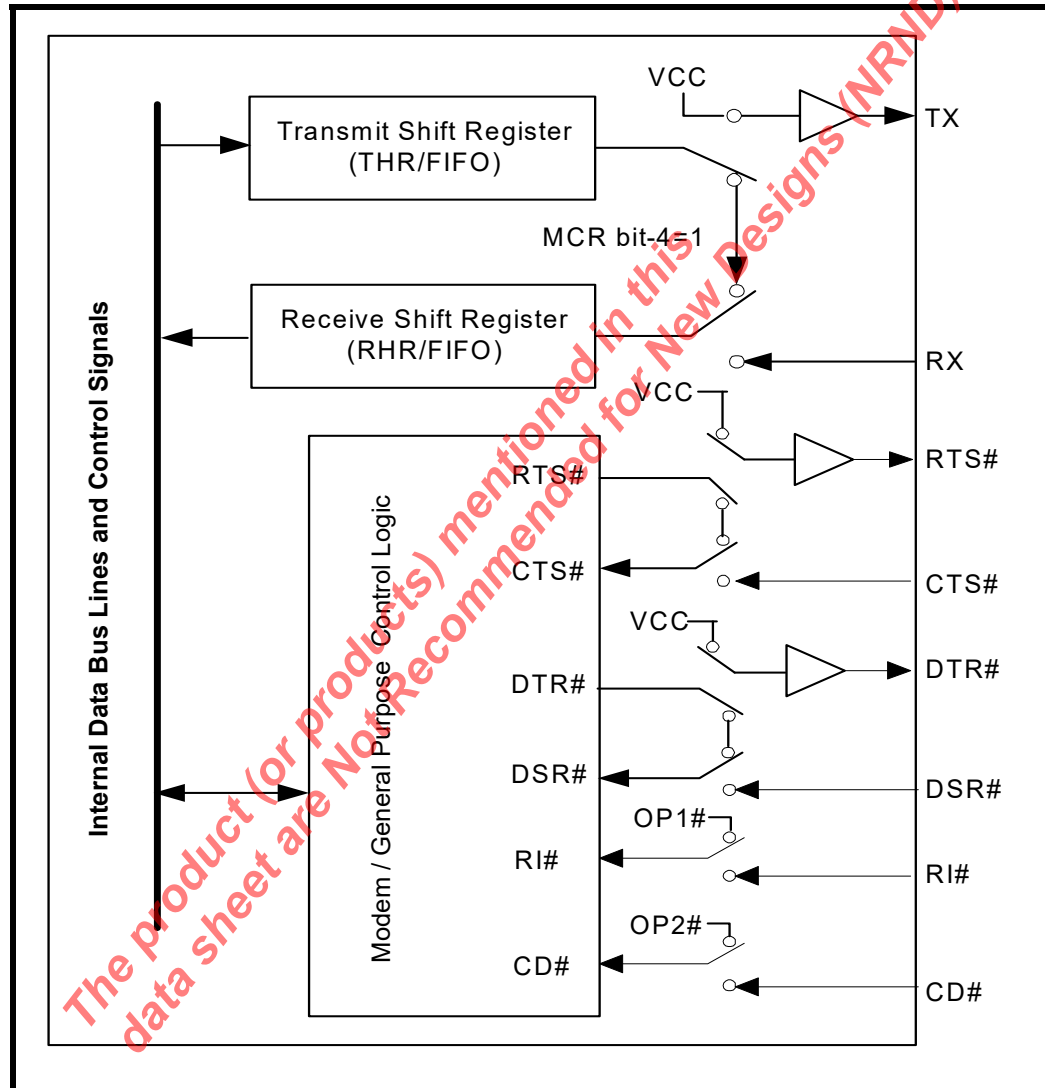 VCC
TX
Transmit Shift Register
(THR/FIFO)
MCR bit-4=1
Receive Shift Register
(RHR/FIFO)
RX
VCC
RTS#
RTS#
CTS#
CTS#
VCC
DTR#
DTR#
DSR#
DSR#
OP1#
RI#
RI#
OP2#
CD#
CD#
Internal Data Bus Lines and Control Signals
Modem / General Purpose Control Logic
The product (or products) mentioned in this
data sheet are Not Recommended for New Designs (NRND)